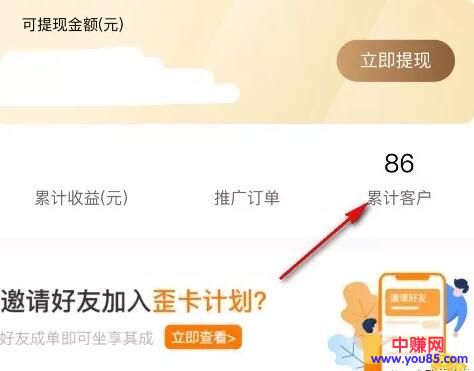 可提现金额(元)
立即提现
86
累计收益(元)
推广订单
累计客户
邀请好友加入歪卡计划?
好友成单即可坐享其成
立即查看>
邀请好友
中赚网
www.you85.com